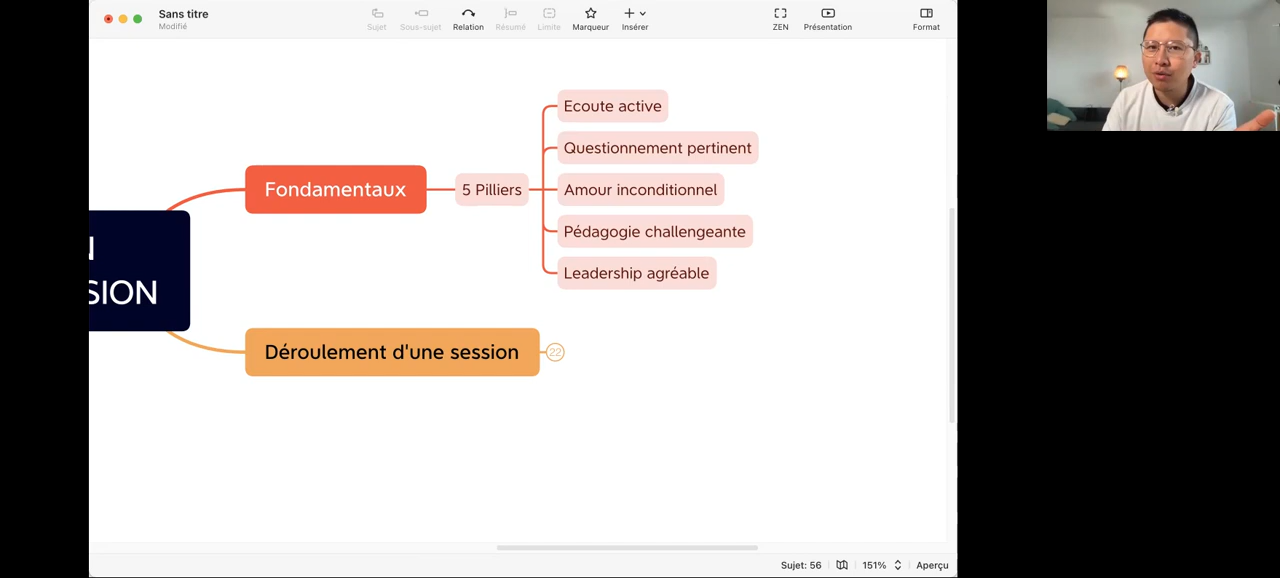 Sans titre
Modifié
Sujet
Sous-sujet
Relation
Résumé
Limite
Marqueur
Insérer
ZEN
Présentation
Format
Ecoute active
Questionnement pertinent
Fondamentaux
5 Pilliers
Amour inconditionnel
Pédagogie challengeante
Leadership agréable
N
SION
Déroulement d'une session
22
Sujet: 56
151%
Aperçu